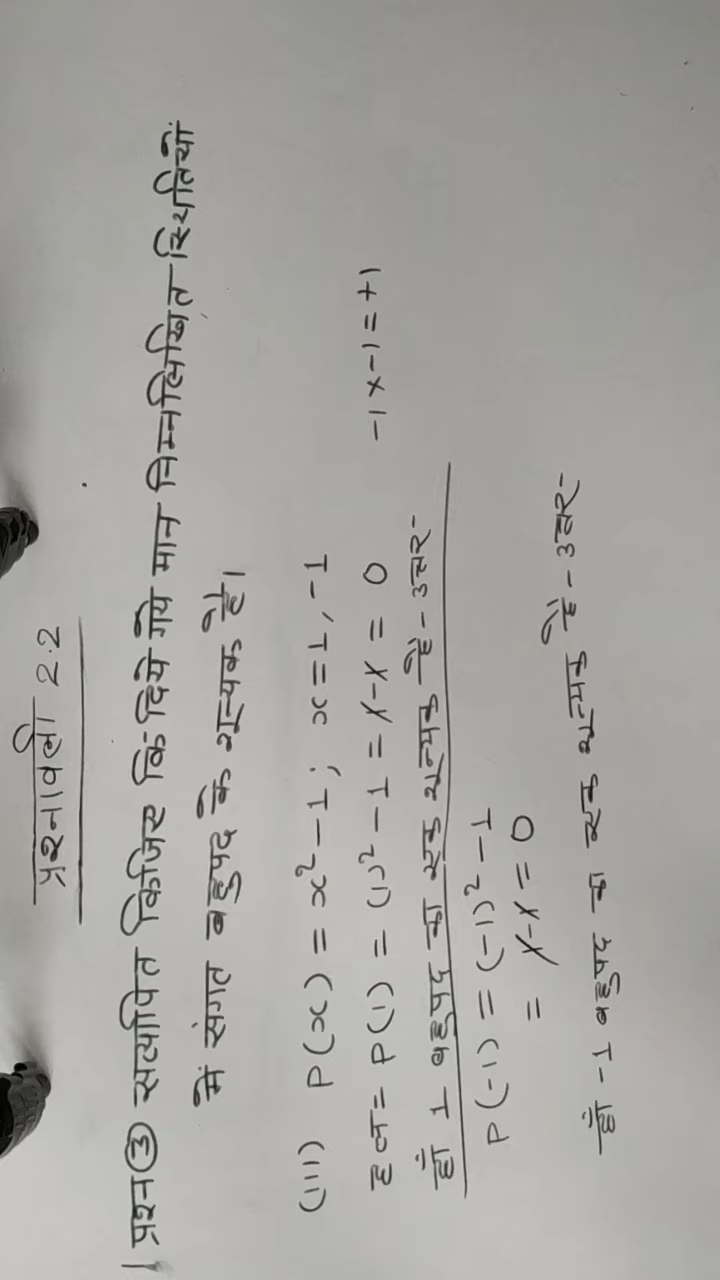 प्रश्नावली 2.2
प्रश्न ③ सत्यापित किजिए कि दिये गये मान निम्नलिखित स्थितियों
में संगत बहुपद के शून्यक है।
(iii) P(x) = x² - 1; x = 1, -1
हल = P(1) = (1)² - 1 = 1 - 1 = 0
-1 × -1 = +1
हाँ 1 बहुपद का एक शून्यक है - उत्तर -
P(-1) = (-1)² - 1
= 1 - 1 = 0
हाँ -1 बहुपद का एक शून्यक है - उत्तर -